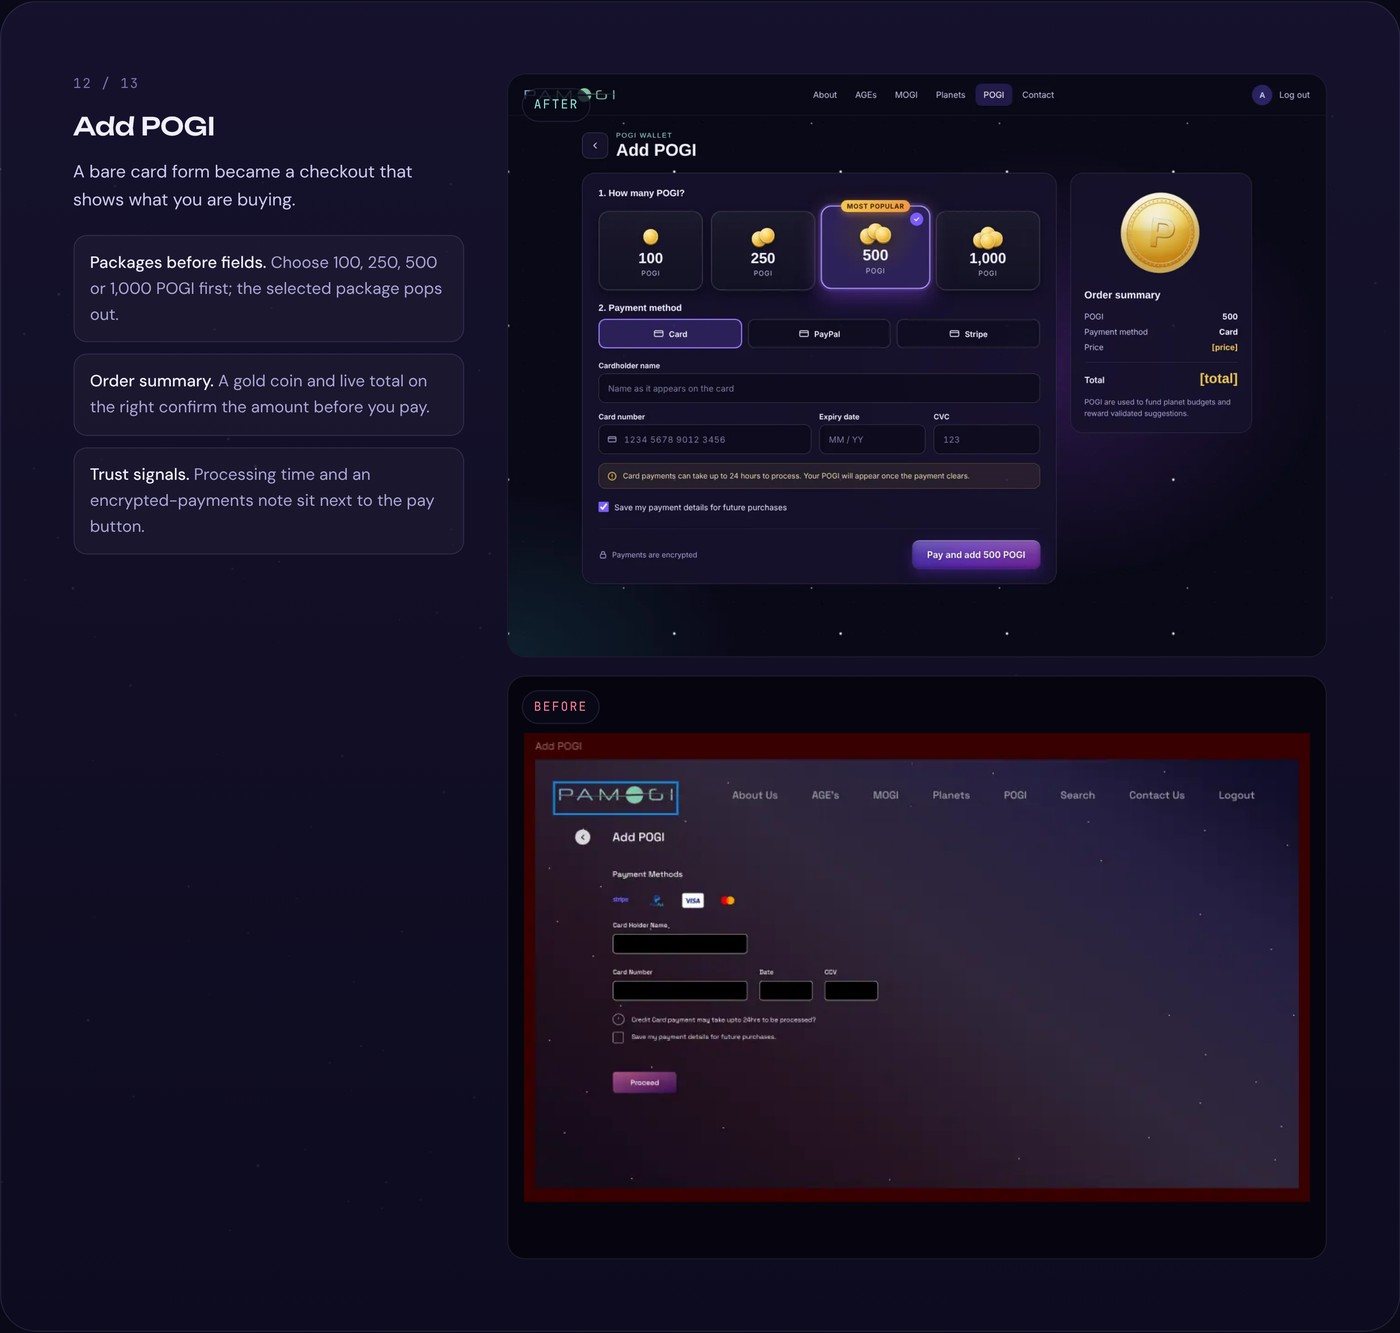 12 / 13
Add POGI
A bare card form became a checkout that
shows what you are buying.
Packages before fields. Choose 100, 250, 500
or 1,000 POGI first; the selected package pops
out.
Order summary. A gold coin and live total on
the right confirm the amount before you pay.
Trust signals. Processing time and an
encrypted-payments note sit next to the pay
button.
PAMOGI
AFTER
About AGEs MOGI Planets POGI Contact
A Log out
POGI WALLET
Add POGI
1. How many POGI?
MOST POPULAR
100 250 500 1,000
POGI POGI POGI POGI
2. Payment method
Card PayPal Stripe
Cardholder name
Name as it appears on the card
Card number Expiry date CVC
1234 5678 9012 3456 MM / YY 123
Card payments can take up to 24 hours to process. Your POGI will appear once the payment clears.
Save my payment details for future purchases
Payments are encrypted
Pay and add 500 POGI
P
Order summary
POGI 500
Payment method Card
Price [price]
Total [total]
POGI are used to fund planet budgets and
reward validated suggestions.
BEFORE
Add POGI
PAMOGI
About Us AGE's MOGI Planets POGI Search Contact Us Logout
Add POGI
Payment Methods
stripe VISA
Card Holder Name
Card Number Date CCV
Credit Card payment may take upto 24hrs to be processed?
Save my payment details for future purchases.
Proceed